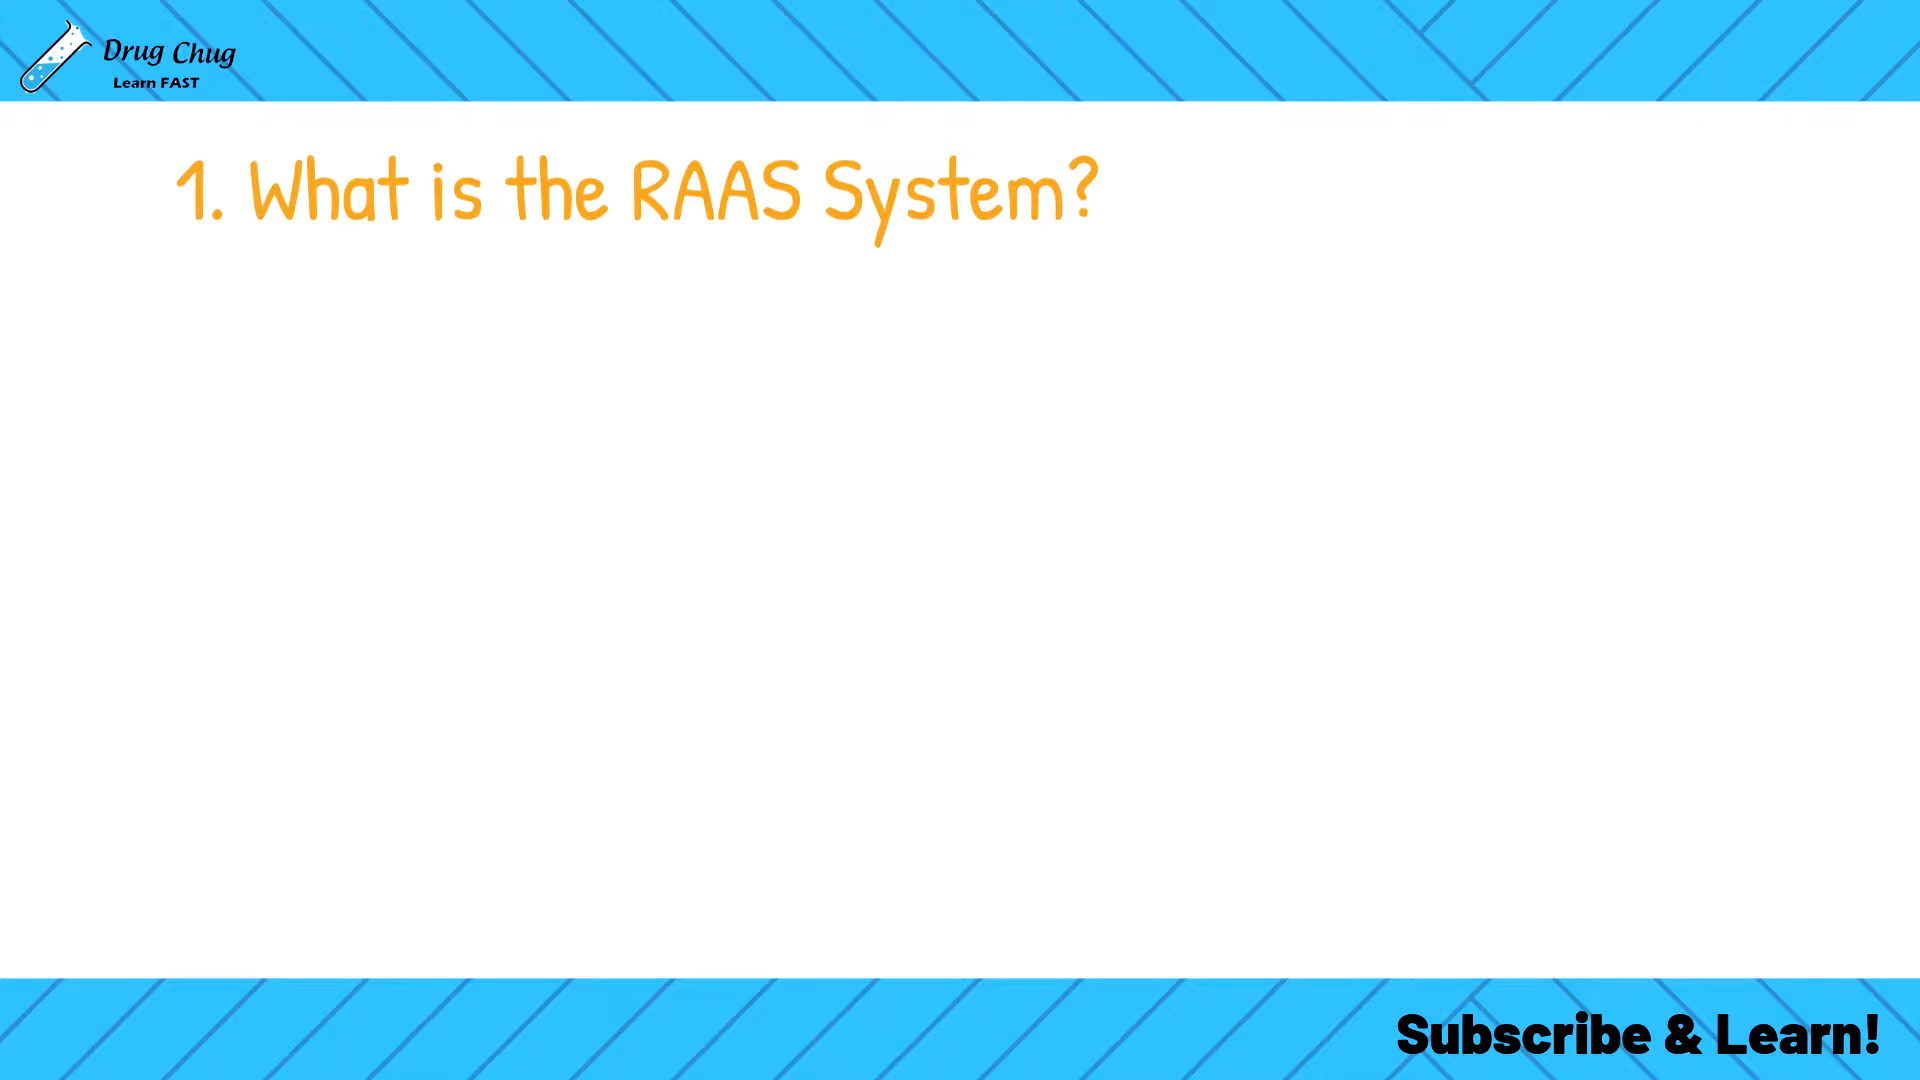 Drug Chug
Learn FAST
1. What is the RAAS System?
Subscribe & Learn!